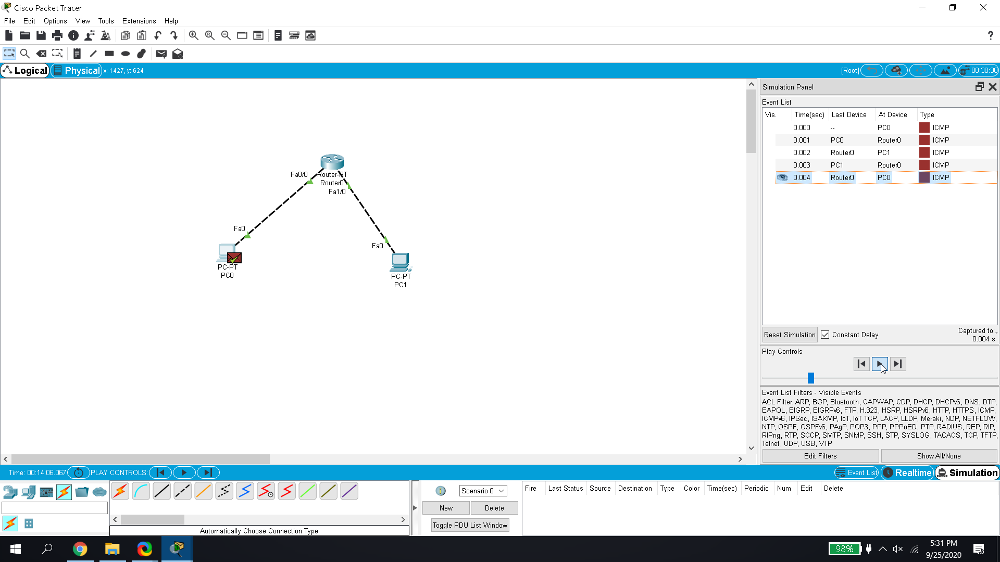 Cisco Packet Tracer
File Edit Options View Tools Extensions Help
?
Logical Physical x: 1427, y: 624 [Root] 08:38:30
Simulation Panel
Event List
Vis. Time(sec) Last Device At Device Type
0.000 -- PC0 ICMP
0.001 PC0 Router0 ICMP
0.002 Router0 PC1 ICMP
0.003 PC1 Router0 ICMP
0.004 Router0 PC0 ICMP
Fa0/0 Router-PT
Router0
Fa1/0
Fa0
Fa0
PC-PT
PC0
PC-PT
PC1
Reset Simulation Constant Delay Captured to:
0.004 s
Play Controls
Event List Filters - Visible Events
ACL Filter, ARP, BGP, Bluetooth, CAPWAP, CDP, DHCP, DHCPv6, DNS, DTP,
EAPOL, EIGRP, EIGRPv6, FTP, H.323, HSRP, HSRPv6, HTTP, HTTPS, ICMP,
ICMPv6, IPSec, ISAKMP, IoT, IoT TCP, LACP, LLDP, Meraki, NDP, NETFLOW,
NTP, OSPF, OSPFv6, PAgP, POP3, PPP, PPPoED, PTP, RADIUS, REP, RIP,
RIPng, RTP, SCCP, SMTP, SNMP, SSH, STP, SYSLOG, TACACS, TCP, TFTP,
Telnet, UDP, USB, VTP
Edit Filters Show All/None
Time: 00:14:06.067 PLAY CONTROLS: Event List Realtime Simulation
1 Scenario 0 Fire Last Status Source Destination Type Color Time(sec) Periodic Num Edit Delete
New Delete
Toggle PDU List Window
Automatically Choose Connection Type
98% 5:31 PM
9/25/2020